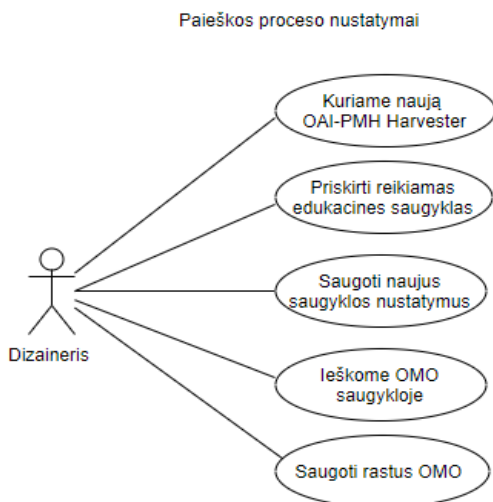 Paieškos proceso nustatymai
Kuriame naują
OAI-PMH Harvester
Priskirti reikiamas
edukacines saugyklas
Saugoti naujus
saugyklos nustatymus
Dizaineris
Ieškome OMO
saugykloje
Saugoti rastus OMO